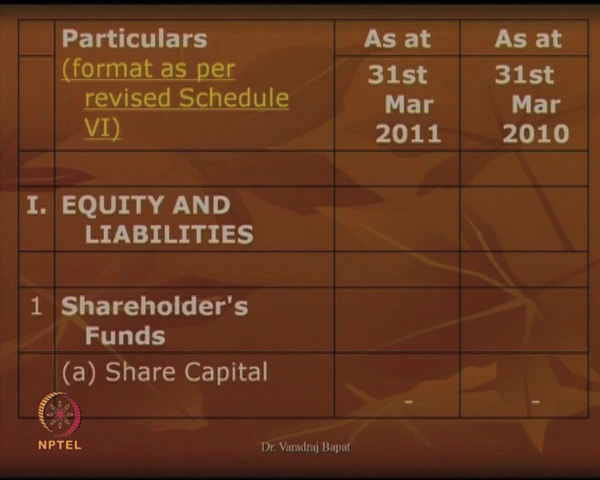 Particulars As at As at
(format as per revised Schedule VI) 31st Mar 2011 31st Mar 2010
I. EQUITY AND LIABILITIES
1 Shareholder's Funds
(a) Share Capital - -
NPTEL
Dr. Varadraj Bapat